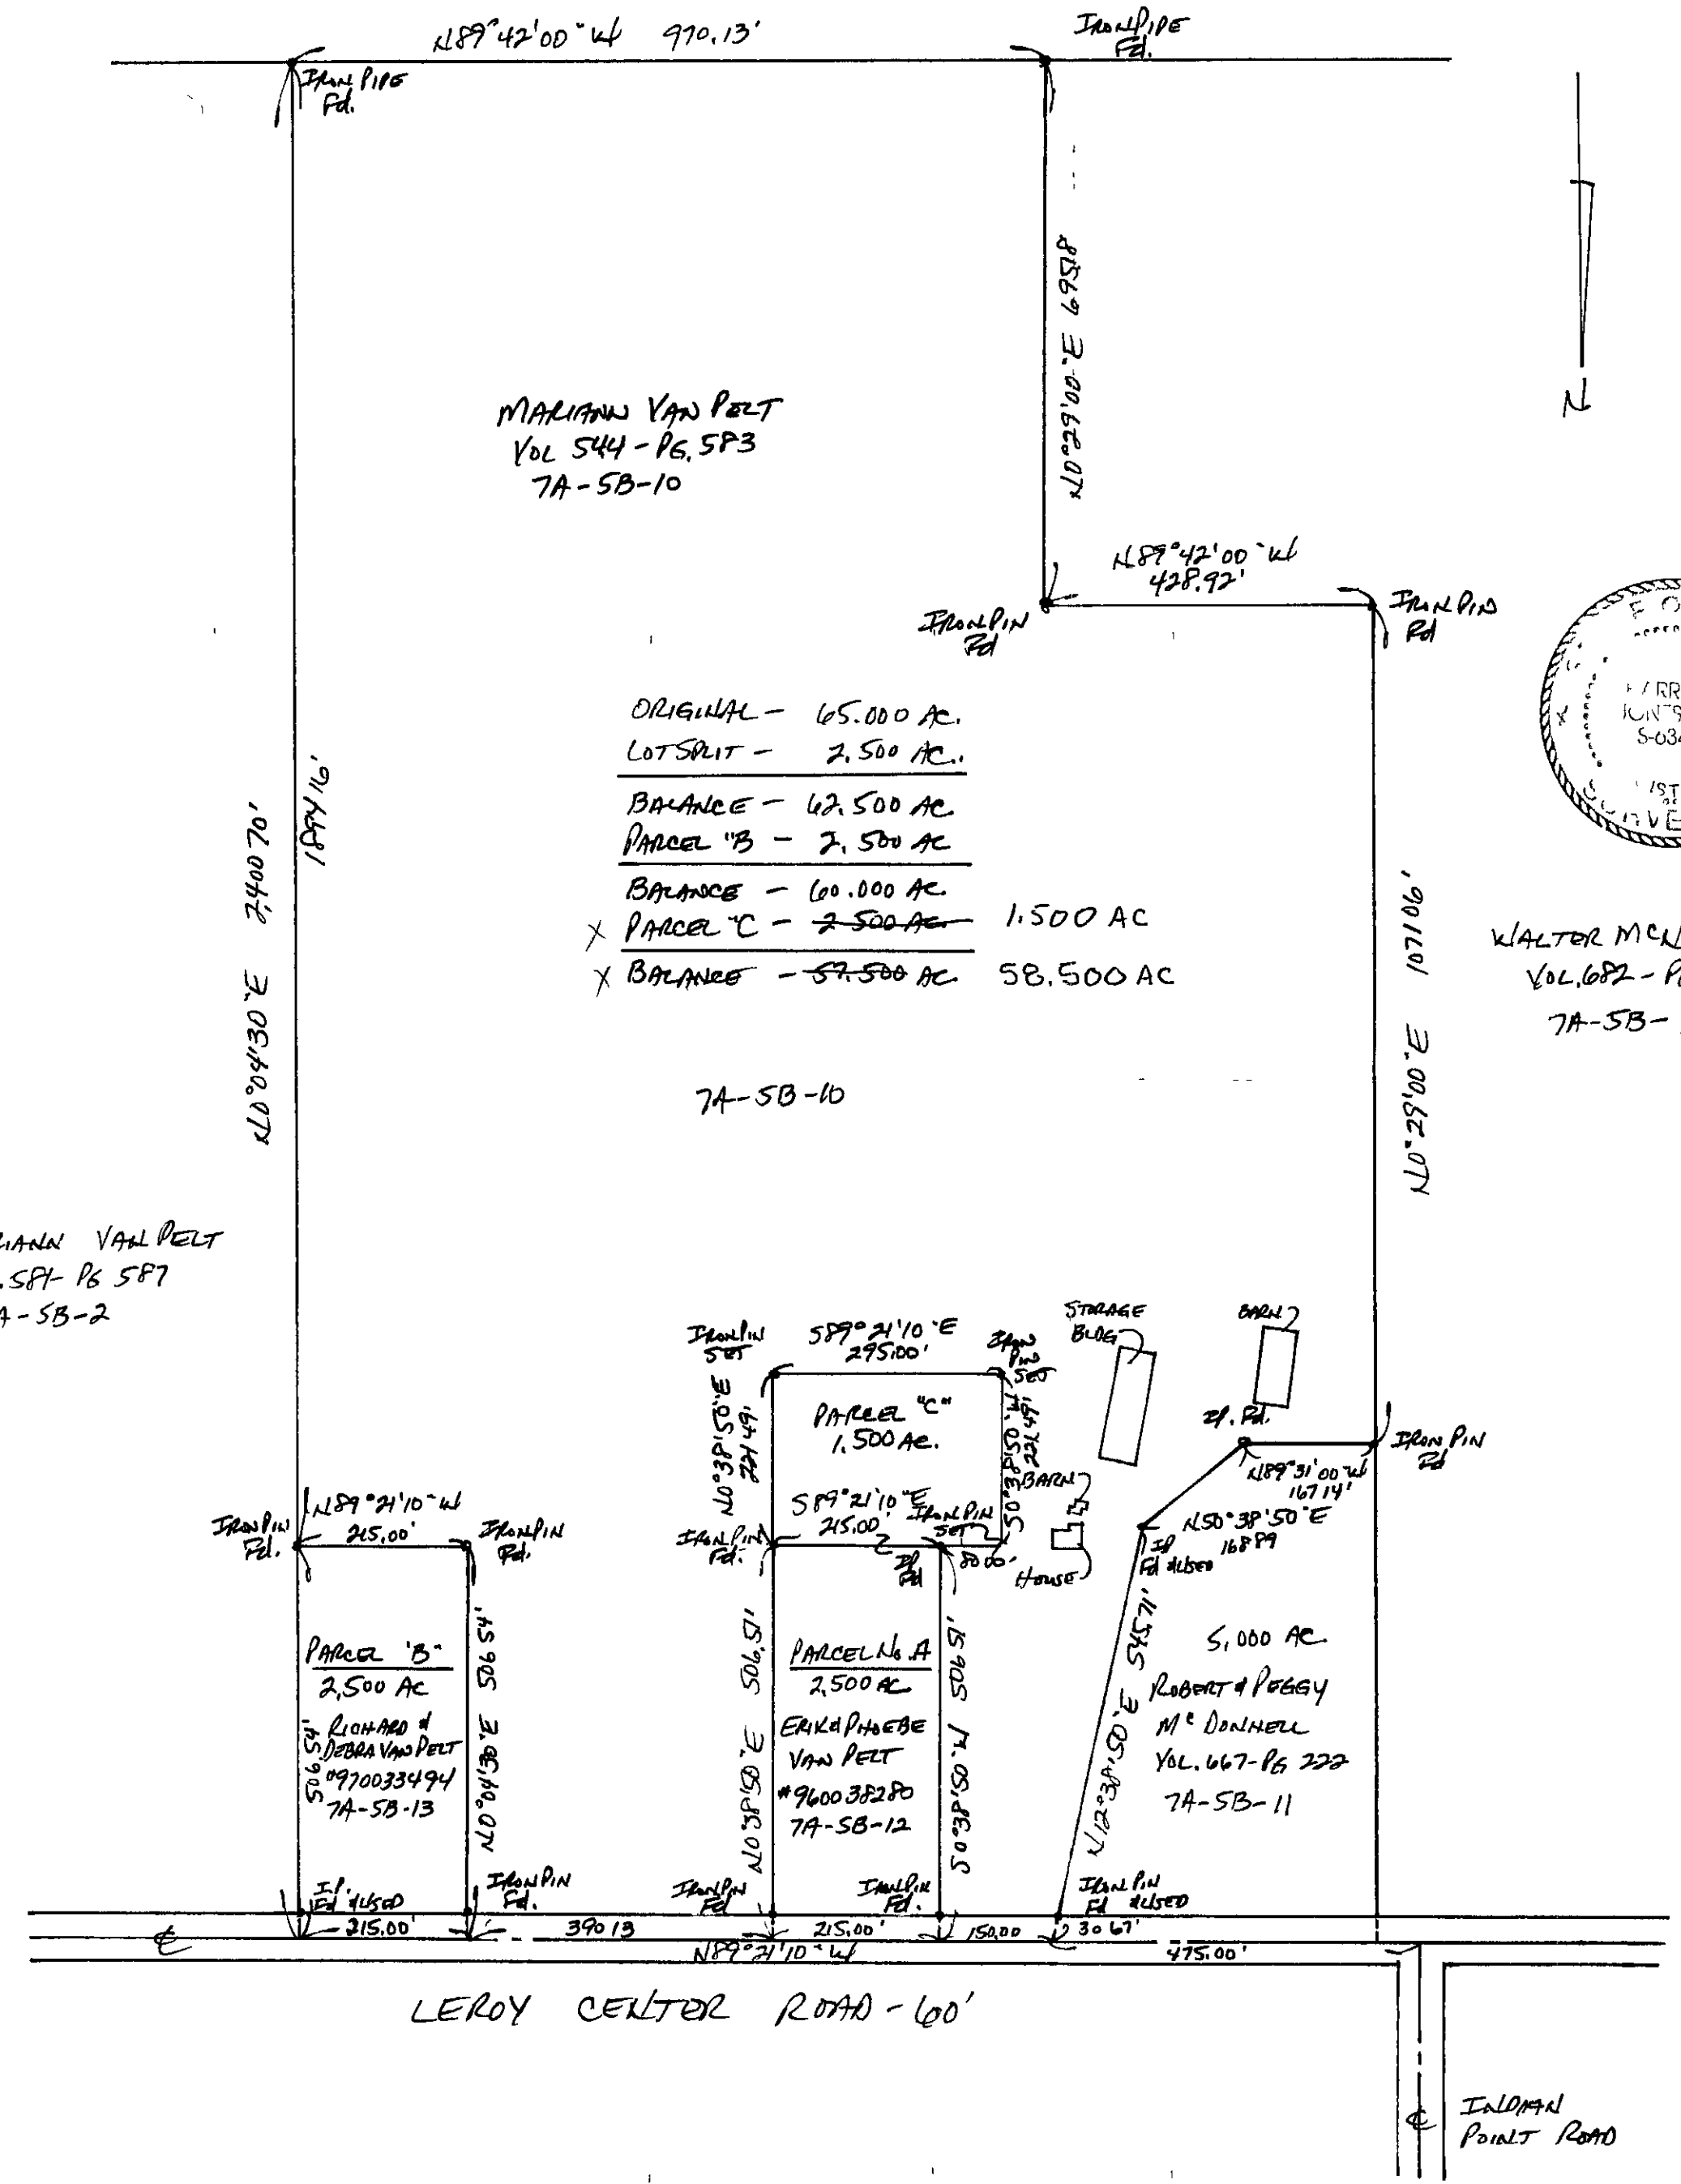 N89°42'00"W 970.13'
IRON PIPE
Fd.
IRON PIPE
Fd.
N0°29'00"E
MARIANN VAN PELT
VOL 544 - PG. 583
7A-5B-10
N89°42'00"W
428.92'
IRON PIN
Fd
IRON PIN
Fd
ORIGINAL - 65.000 AC.
LOT SPLIT - 2.500 AC.
BALANCE - 62.500 AC.
PARCEL "B - 2.500 AC
BALANCE - 60.000 AC.
X PARCEL "C - 2.500 AC. 1.500 AC
X BALANCE - 57.500 AC. 58.500 AC
1894 16'
N0°04'30"E 2,400 70'
N0°29'00"E 1071 06'
WALTER MCN
VOL. 682 - P
7A-5B-
7A-5B-10
IANN VAN PELT
. 581 - PG 587
A-5B-2
IRON PIN
SET
S89°21'10"E
295.00'
IRON
PIN
SET
STORAGE
BLDG
BARN
N0°38'50"E
221 49'
PARCEL "C"
1.500 AC.
S0°38'50"W
221 49'
I.P. Fd.
IRON PIN
Fd
N89°31'00"W
167 14'
BARN
N89°21'10"W
215.00'
IRON PIN
Fd.
IRON PIN
Fd.
S89°21'10"E
215.00'
IRON PIN
SET
IRON PIN
Fd.
IP
Fd
80 00'
HOUSE
N50°38'50"E
168 89
IP
Fd & USED
PARCEL 'B"
2.500 AC
RICHARD &
DEBRA VAN PELT
#970033494
7A-5B-13
506.54'
N0°04'30"E 506 54'
N0°38'50"E 506.51'
PARCEL No. A
2.500 AC
ERIK & PHOEBE
VAN PELT
#960038280
7A-5B-12
S0°38'50"W 506 51'
N12°38'50"E 545.71'
5.000 AC.
ROBERT & PEGGY
McDONNELL
VOL. 667 - PG 222
7A-5B-11
I.P.
Fd & USED
IRON PIN
Fd.
IRON PIN
Fd
IRON PIN
Fd.
IRON PIN
Fd & USED
215.00' 390 13 215.00' 150.00 30 67'
N89°21'10"W 475.00'
LEROY CENTER ROAD - 60'
INDIAN
POINT ROAD
N